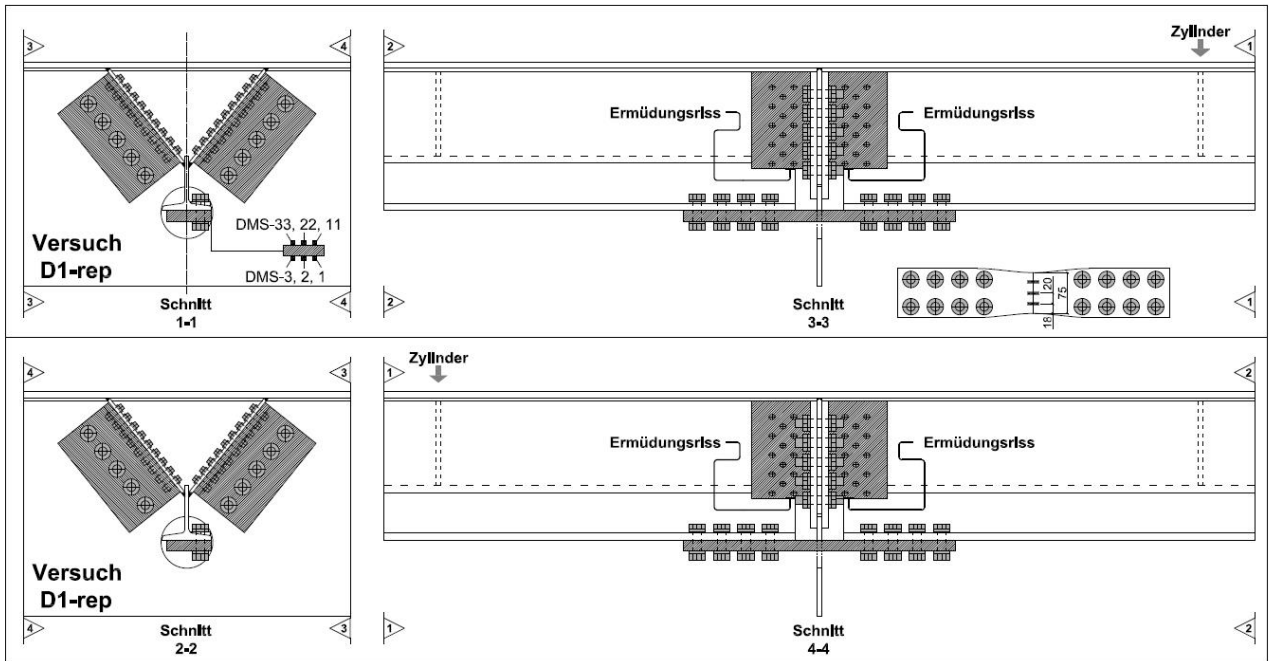 3
4
2
1
Zylinder
Ermüdungsriss
Ermüdungsriss
DMS-33, 22, 11
DMS-3, 2, 1
Versuch
D1-rep
20
75
18
3
4
Schnitt
1-1
2
1
Schnitt
3-3
4
3
1
2
Zylinder
Ermüdungsriss
Ermüdungsriss
Versuch
D1-rep
4
3
Schnitt
2-2
1
2
Schnitt
4-4